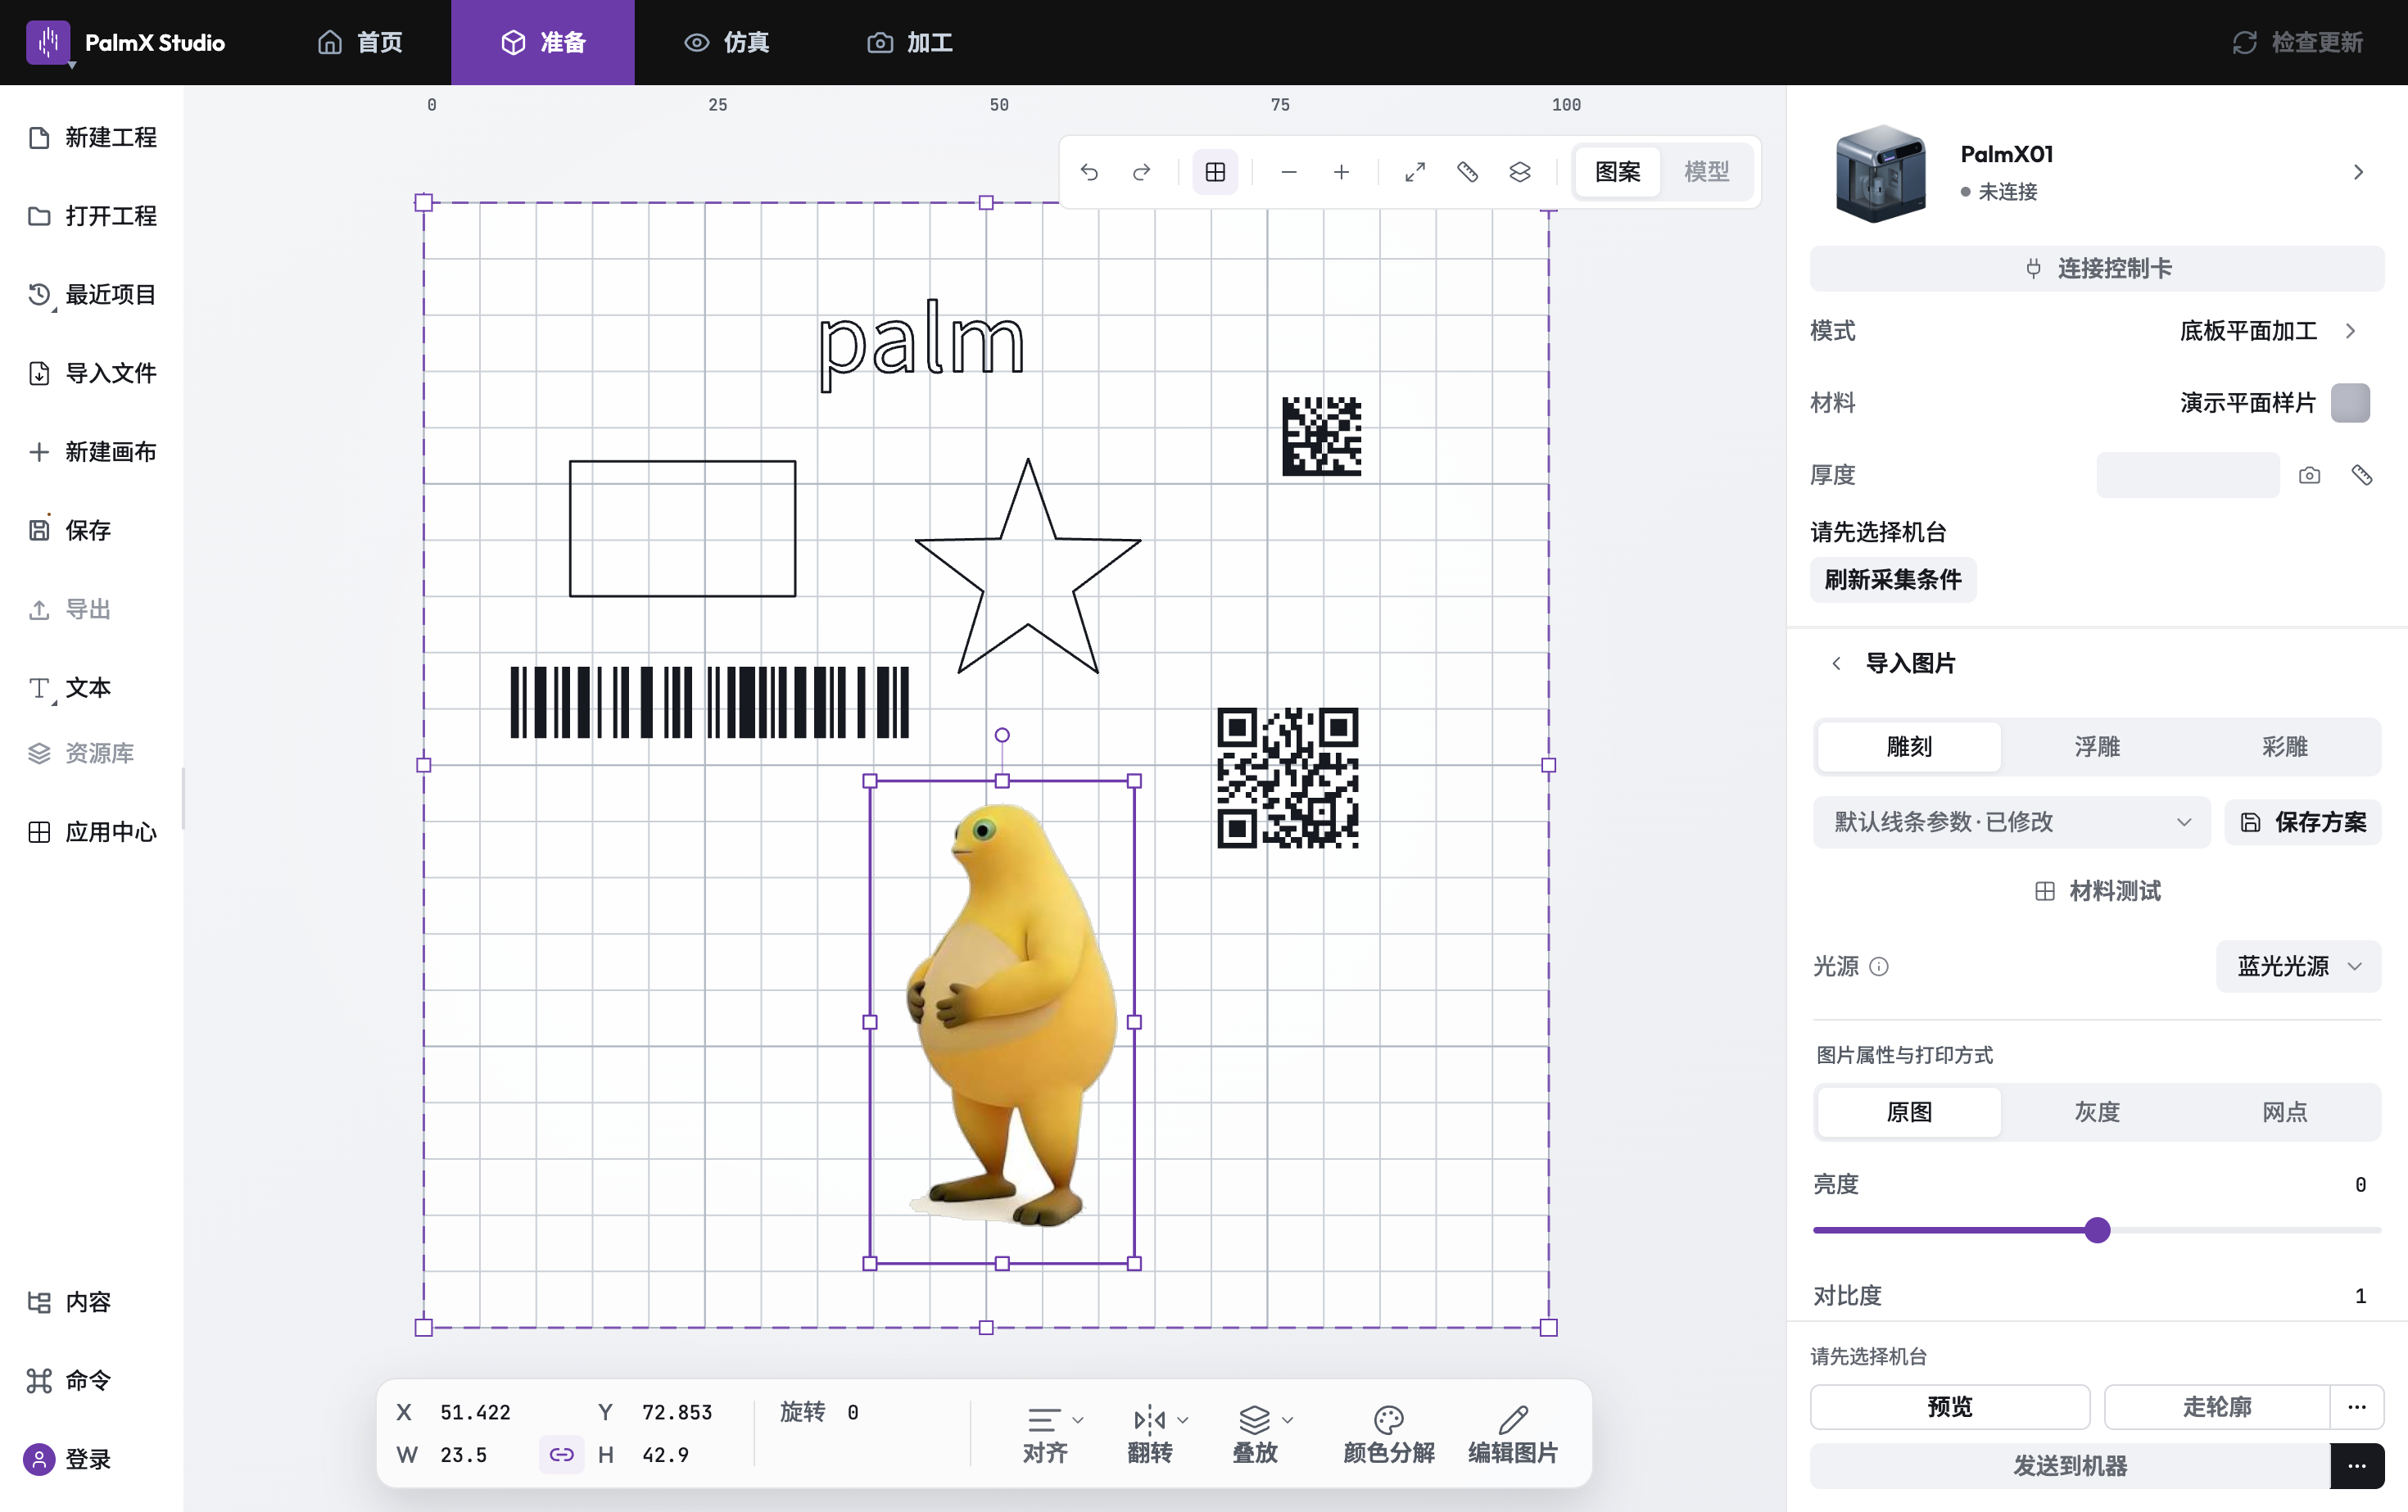 PalmX Studio
首页
准备
仿真
加工
检查更新
新建工程
打开工程
最近项目
导入文件
新建画布
保存
导出
文本
资源库
应用中心
内容
命令
登录
0 25 50 75 100
图案 模型
palm
X 51.422 Y 72.853 旋转 0
W 23.5 H 42.9
对齐 翻转 叠放 颜色分解 编辑图片
PalmX01
未连接
连接控制卡
模式 底板平面加工
材料 演示平面样片
厚度
请先选择机台
刷新采集条件
导入图片
雕刻 浮雕 彩雕
默认线条参数·已修改 保存方案
材料测试
光源 蓝光光源
图片属性与打印方式
原图 灰度 网点
亮度 0
对比度 1
请先选择机台
预览 走轮廓 ···
发送到机器 ···